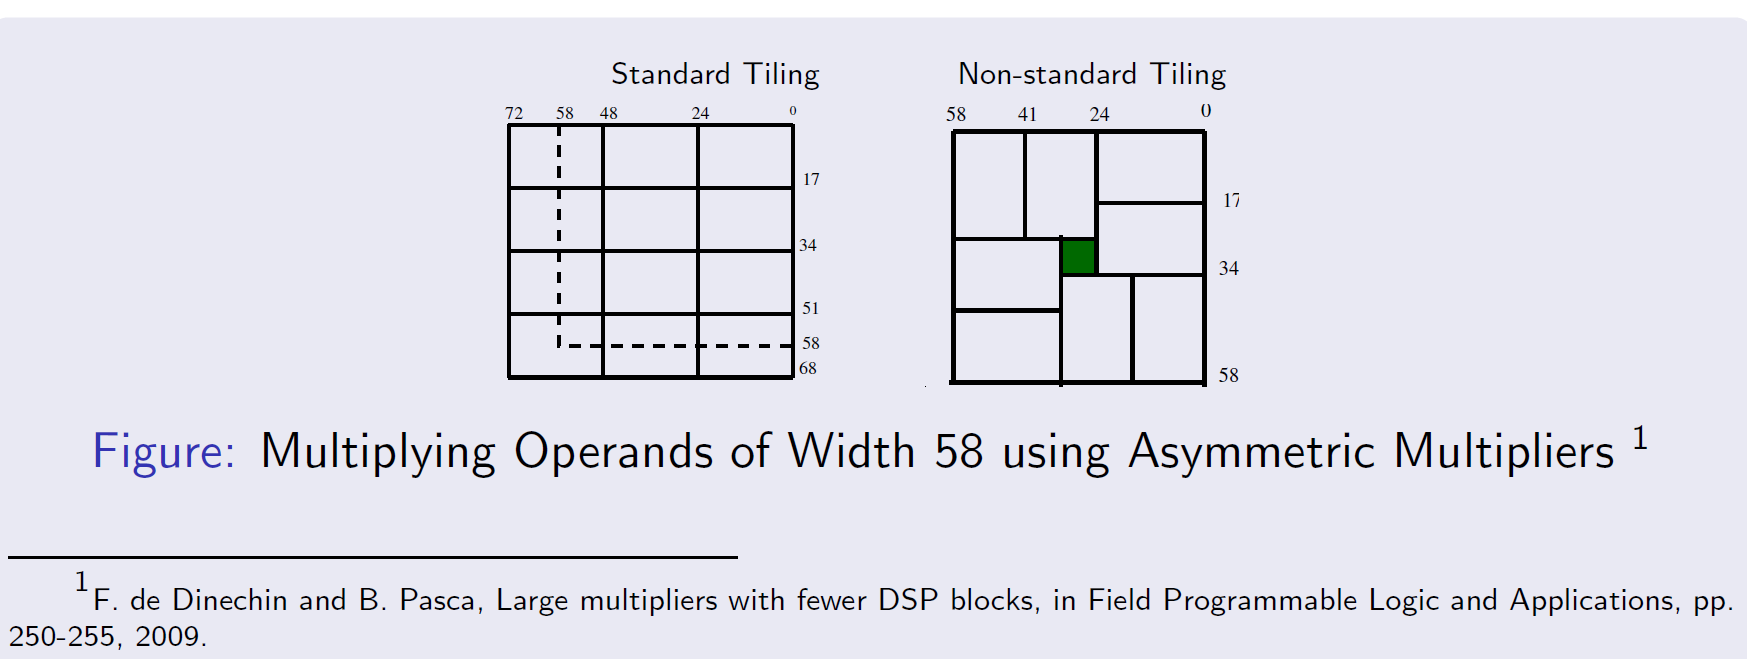 Standard Tiling
Non-standard Tiling
72 58 48 24 0
17
34
51
58
68
58 41 24 0
17
34
58
Figure: Multiplying Operands of Width 58 using Asymmetric Multipliers 1
1F. de Dinechin and B. Pasca, Large multipliers with fewer DSP blocks, in Field Programmable Logic and Applications, pp.
250-255, 2009.